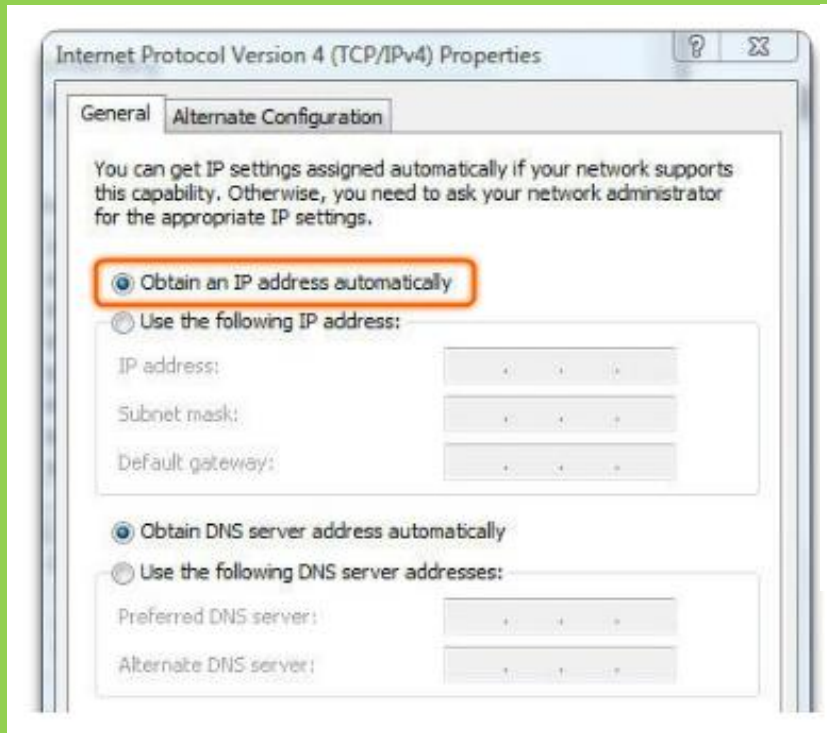 Internet Protocol Version 4 (TCP/IPv4) Properties
General
Alternate Configuration
You can get IP settings assigned automatically if your network supports
this capability. Otherwise, you need to ask your network administrator
for the appropriate IP settings.
Obtain an IP address automatically
Use the following IP address:
IP address:
Subnet mask:
Default gateway:
Obtain DNS server address automatically
Use the following DNS server addresses:
Preferred DNS server:
Alternate DNS server: